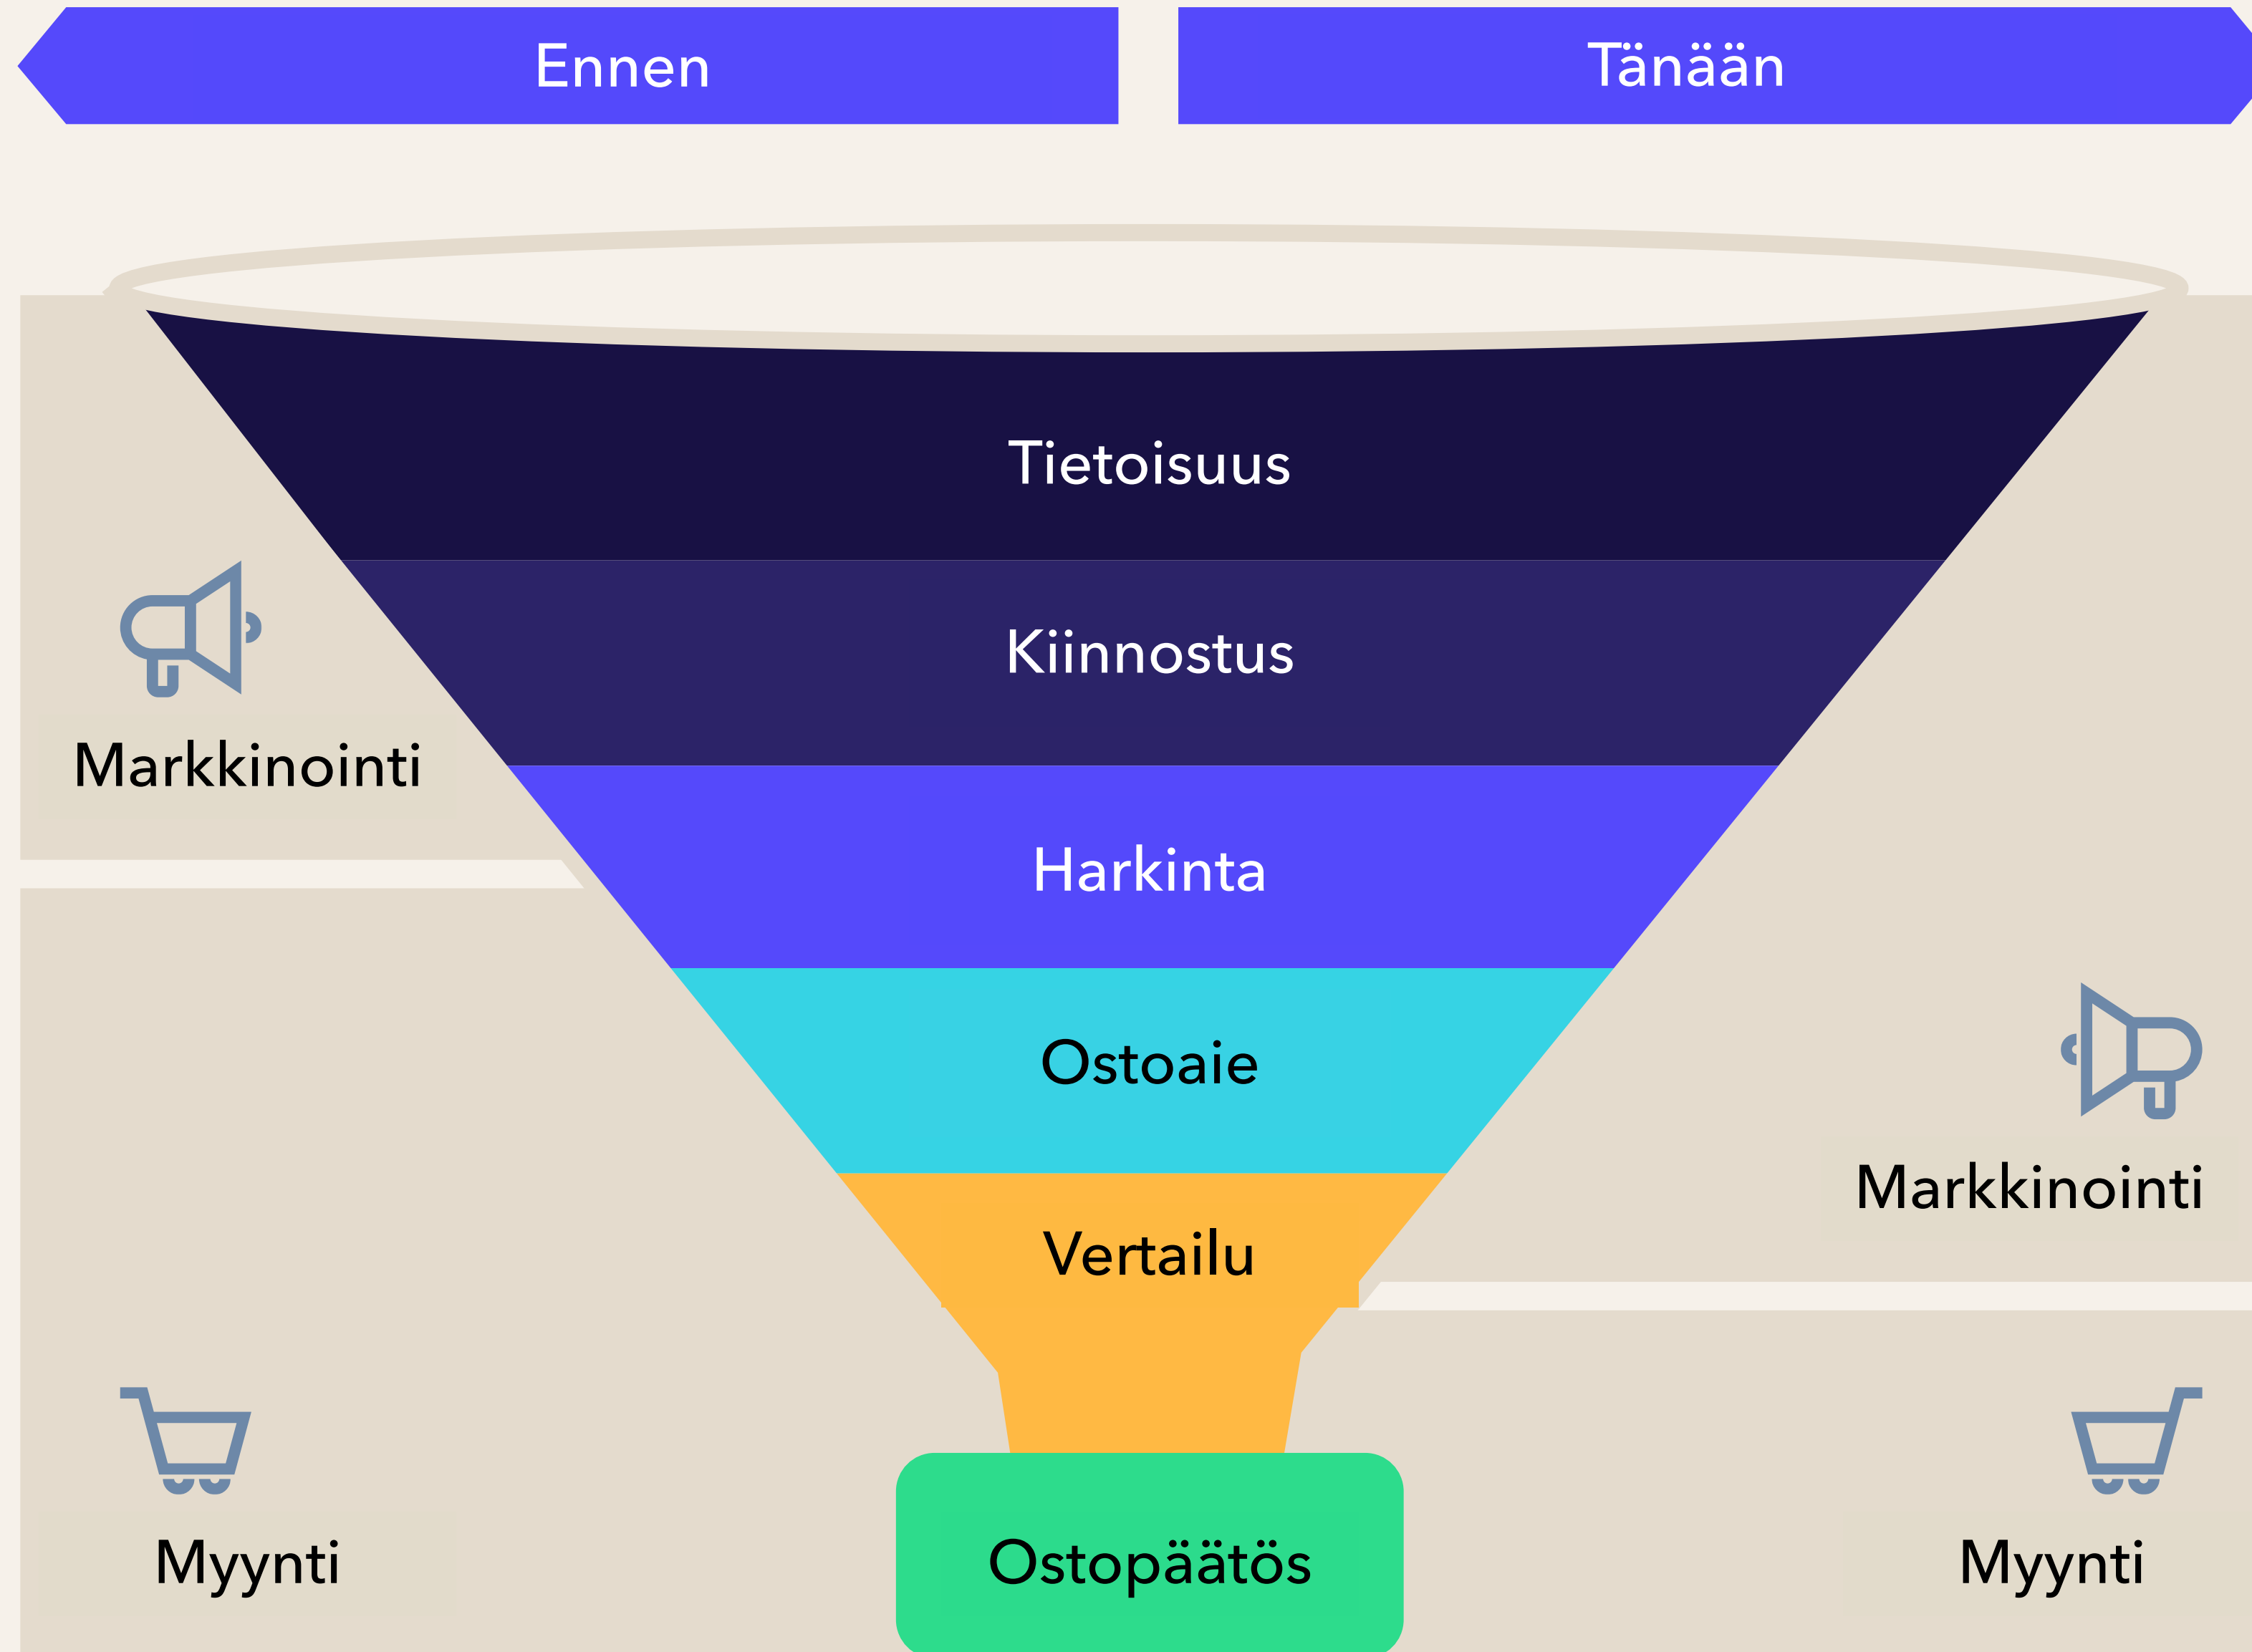 Ennen
Tänään
Tietoisuus
Kiinnostus
Markkinointi
Harkinta
Ostoaie
Markkinointi
Vertailu
Myynti
Ostopäätös
Myynti